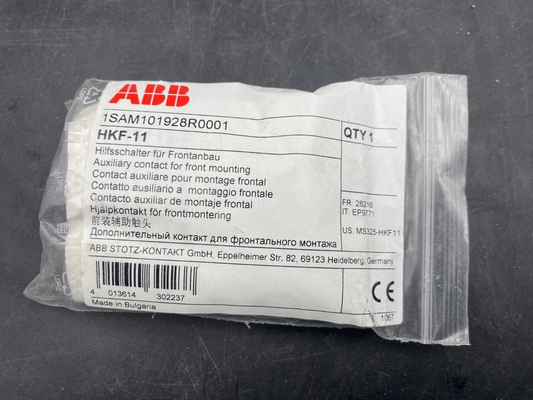 ABB
1SAM101928R0001
HKF-11
QTY 1
Hilfsschalter für Frontanbau
Auxiliary contact for front mounting
Contact auxiliaire pour montage frontal
Contatto ausiliario a montaggio frontale
Contacto auxiliar de montaje frontal
Hjälpkontakt för frontmontering
前装辅助触头
Дополнительный контакт для фронтального монтажа
FR: 28216
IT: EP9771
US: MS325-HKF11
ABB STOTZ-KONTAKT GmbH, Eppelheimer Str. 82, 69123 Heidelberg, Germany
4 013614 302237
Made in Bulgaria
CE
1067